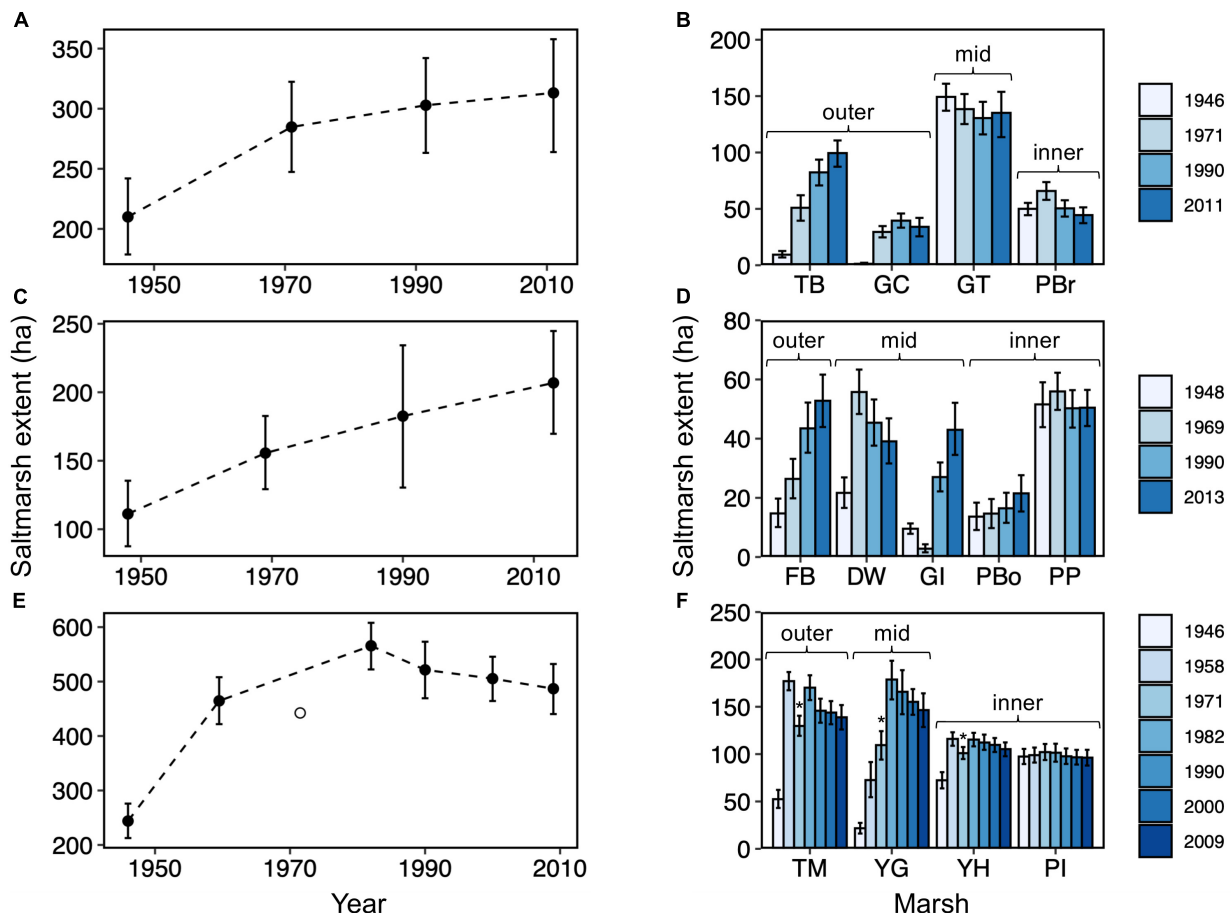 A
350
300
250
200
1950 1970 1990 2010
B
200
150
100
50
0
outer mid inner
TB GC GT PBr
1946
1971
1990
2011
C
250
200
150
100
1950 1970 1990 2010
D
80
60
40
20
0
outer mid inner
FB DW GI PBo PP
1948
1969
1990
2013
E
600
500
400
300
200
1950 1970 1990 2010
F
250
200
150
100
50
0
outer mid inner
* * *
TM YG YH PI
1946
1958
1971
1982
1990
2000
2009
Saltmarsh extent (ha)
Saltmarsh extent (ha)
Year
Marsh